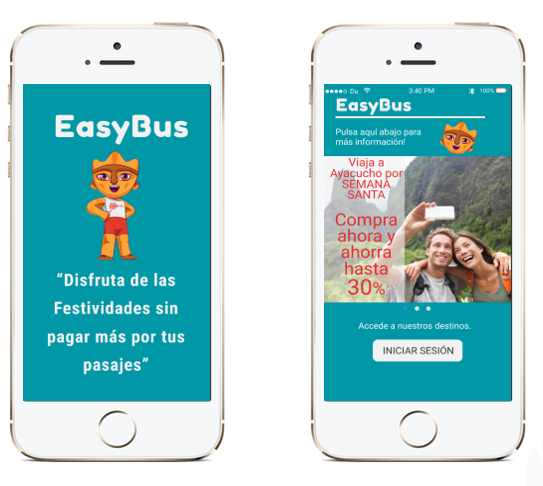 EasyBus
“Disfruta de las
Festividades sin
pagar más por tus
pasajes”
Du 3:40 PM 100%
EasyBus
Pulsa aquí abajo para
más información!
Viaja a
Ayacucho por
SEMANA
SANTA
Compra
ahora y
ahorra
hasta
30%
Accede a nuestros destinos.
INICIAR SESIÓN